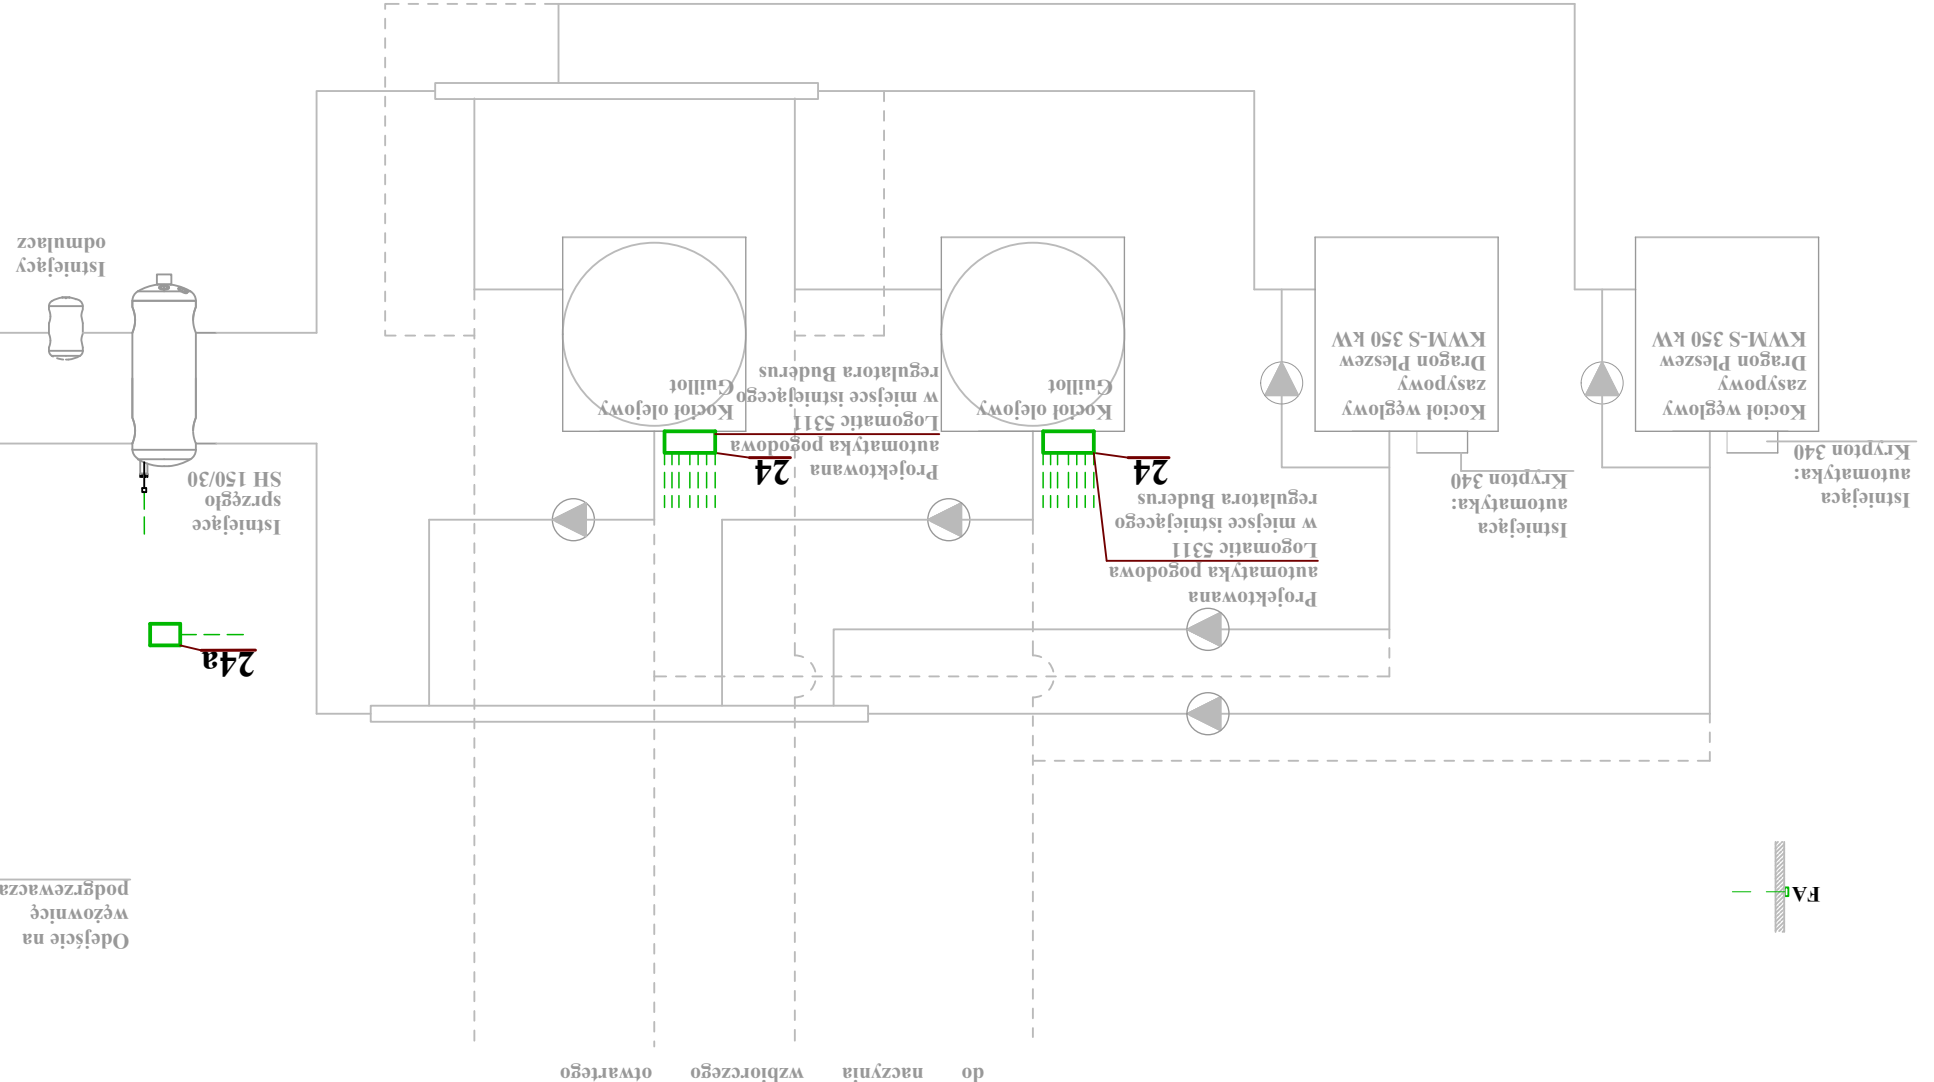 do naczynia wzbiorczego otwartego
Odejście na
wężownicę
podgrzewacza
FA
24a
Projektowana
automatyka pogodowa
Logomatic 5311
w miejsce istniejącego
regulatora Buderus
Istniejąca
automatyka:
Krypton 340
Istniejąca
automatyka:
Krypton 340
24
24
Projektowana
automatyka pogodowa
Logomatic 5311
w miejsce istniejącego
regulatora Buderus
Istniejące
sprzęgło
SH 150/30
Kocioł węglowy
zasypowy
Dragon Pleszew
KWM-S 350 kW
Kocioł węglowy
zasypowy
Dragon Pleszew
KWM-S 350 kW
Kocioł olejowy
Guillot
Kocioł olejowy
Guillot
Istniejący
odmulacz